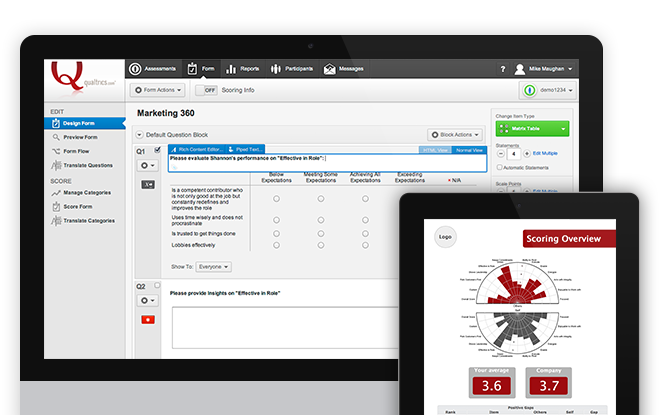 Qualtrics.com
Assessments
Form
Reports
Participants
Messages
?
Mike Maughan
Form Actions
OFF
Scoring Info
demo1234
EDIT
Design Form
Preview Form
Form Flow
Translate Questions
SCORE
Manage Categories
Score Form
Translate Categories
Marketing 360
Default Question Block
Block Actions
Q1
Rich Content Editor...
Piped Text...
HTML View
Normal View
Please evaluate Shannon's performance on "Effective in Role":
Below Expectations
Meeting Some Expectations
Achieving All Expectations
Exceeding Expectations
N/A
Is a competent contributor who
is not only good at the job but
constantly redefines and
improves the role
Uses time wisely and does not
procrastinate
Is trusted to get things done
Lobbies effectively
Show To:
Everyone
Q2
Please provide Insights on "Effective in Role"
Change Item Type
Matrix Table
Statements
4
Edit Multiple
Automatic Statements
Scale Points
Logo
Scoring Overview
Others
Self
Your average
3.6
Company
3.7
Positive Gaps
Rank
Item
Others
Self
Gap